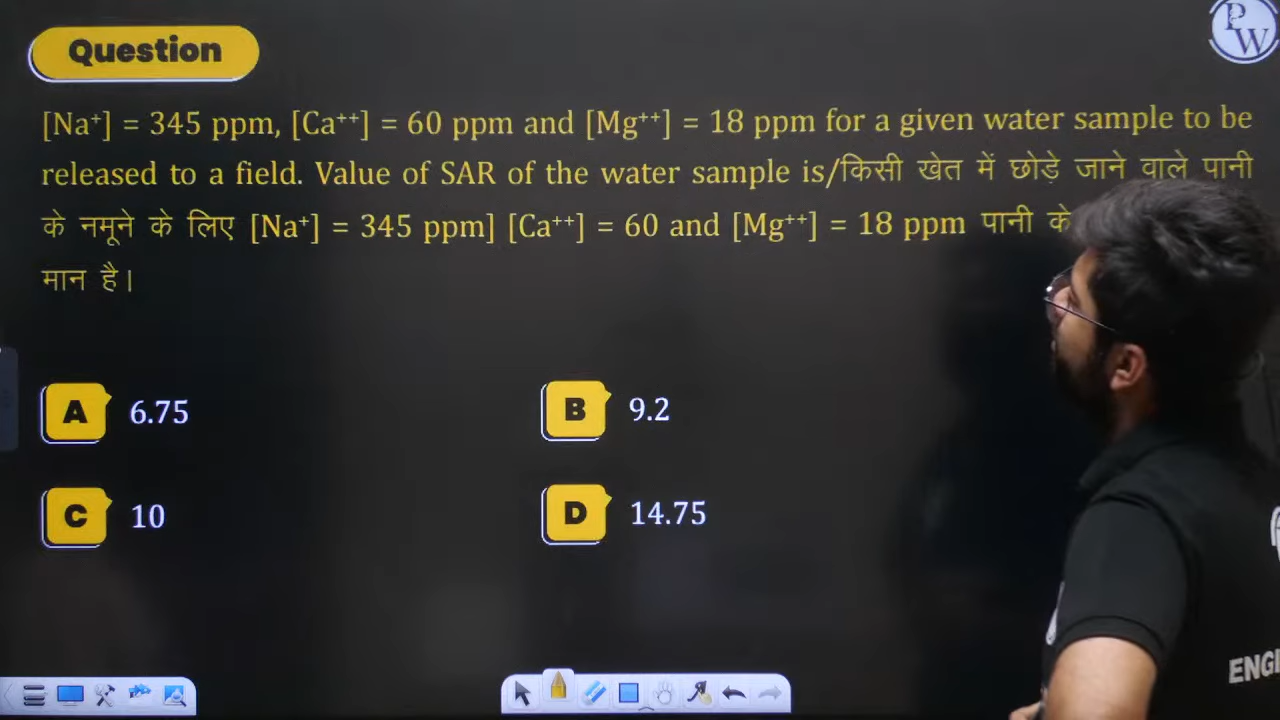 Question
PW
[Na⁺] = 345 ppm, [Ca⁺⁺] = 60 ppm and [Mg⁺⁺] = 18 ppm for a given water sample to be
released to a field. Value of SAR of the water sample is/किसी खेत में छोड़े जाने वाले पानी
के नमूने के लिए [Na⁺] = 345 ppm] [Ca⁺⁺] = 60 and [Mg⁺⁺] = 18 ppm पानी के
मान है।
A 6.75
B 9.2
C 10
D 14.75